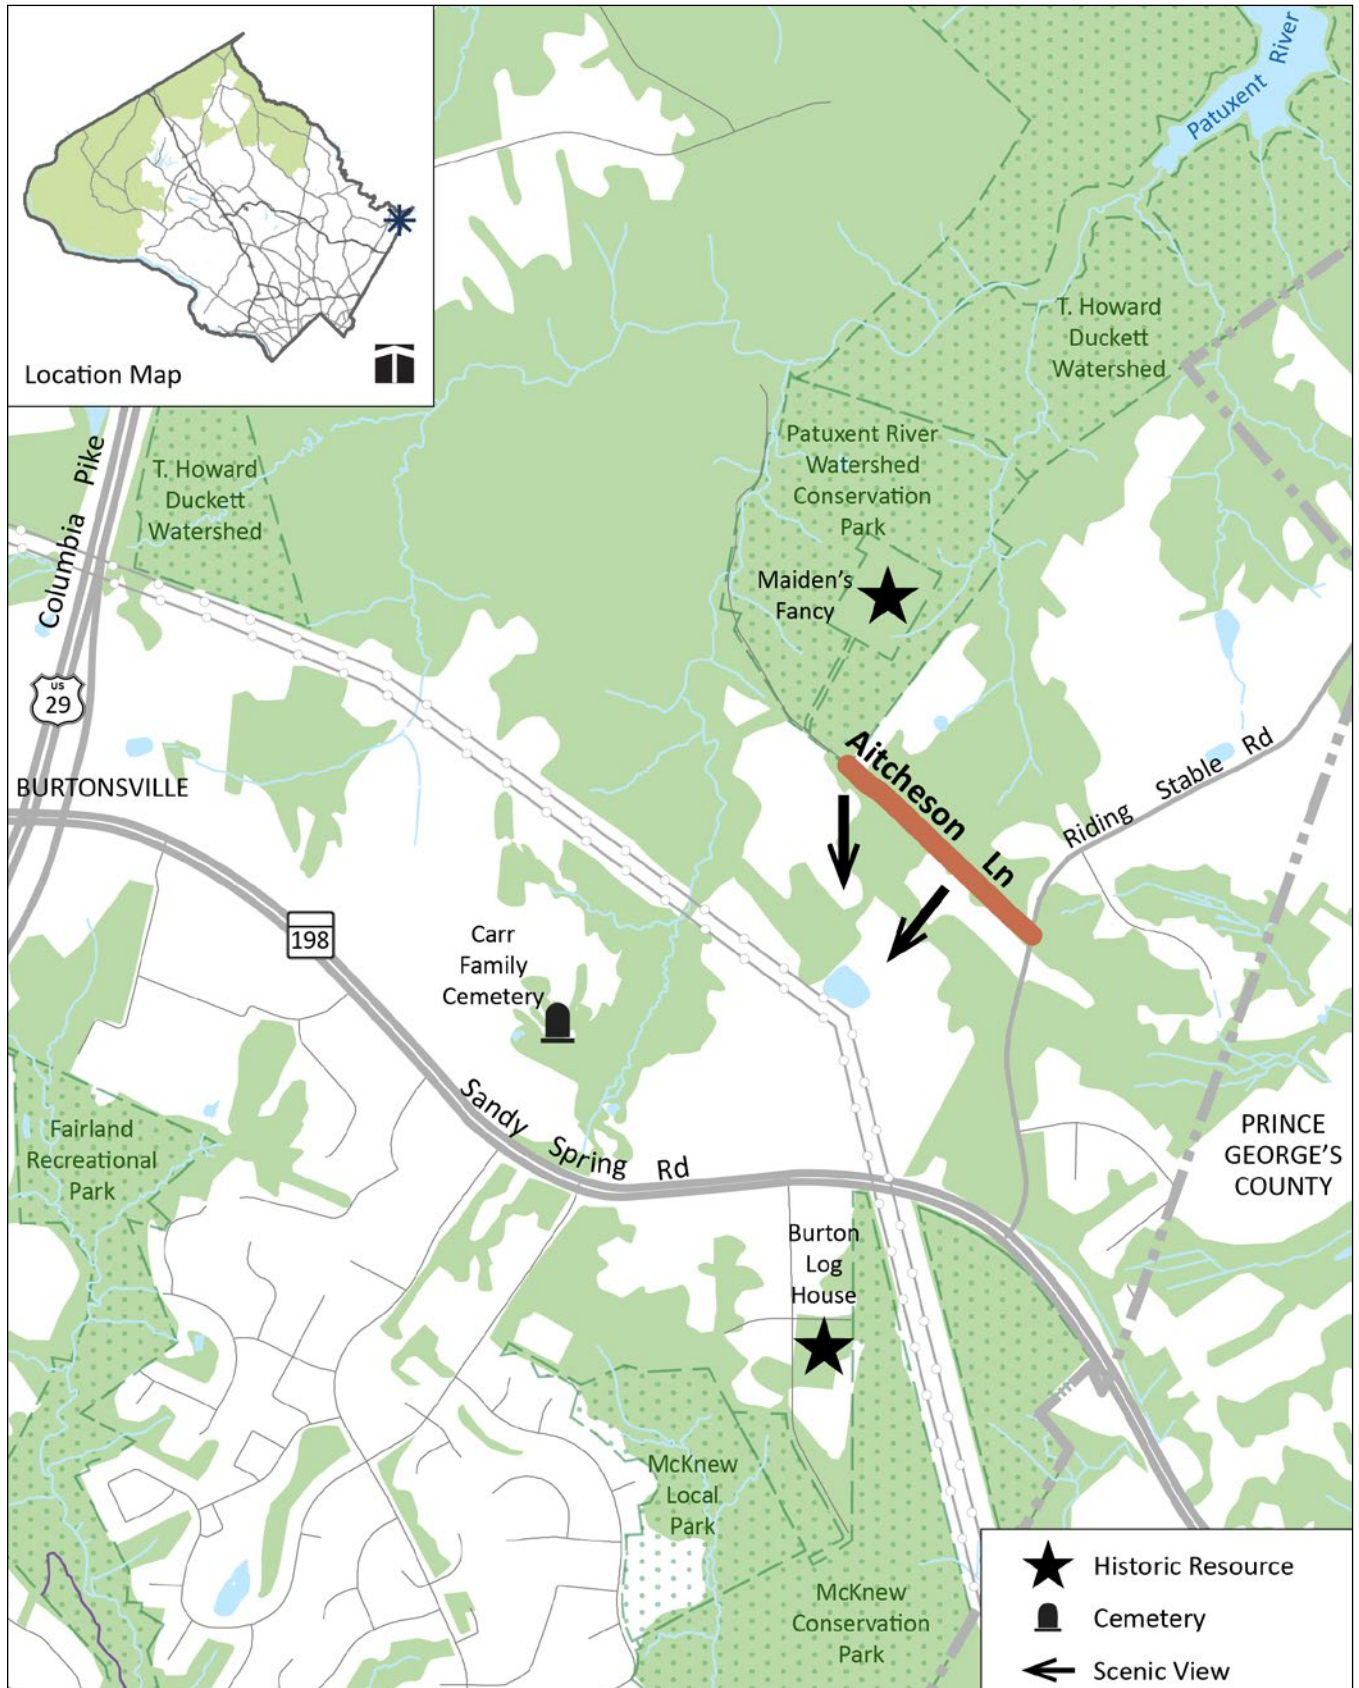 Location Map
Patuxent River
T. Howard
Duckett
Watershed
Columbia Pike
T. Howard
Duckett
Watershed
Patuxent River
Watershed
Conservation
Park
Maiden's
Fancy
US
29
Aitcheson Ln
Riding Stable Rd
BURTONSVILLE
198
Carr
Family
Cemetery
Sandy Spring Rd
Fairland
Recreational
Park
PRINCE
GEORGE'S
COUNTY
Burton
Log
House
McKnew
Local
Park
McKnew
Conservation
Park
Historic Resource
Cemetery
Scenic View